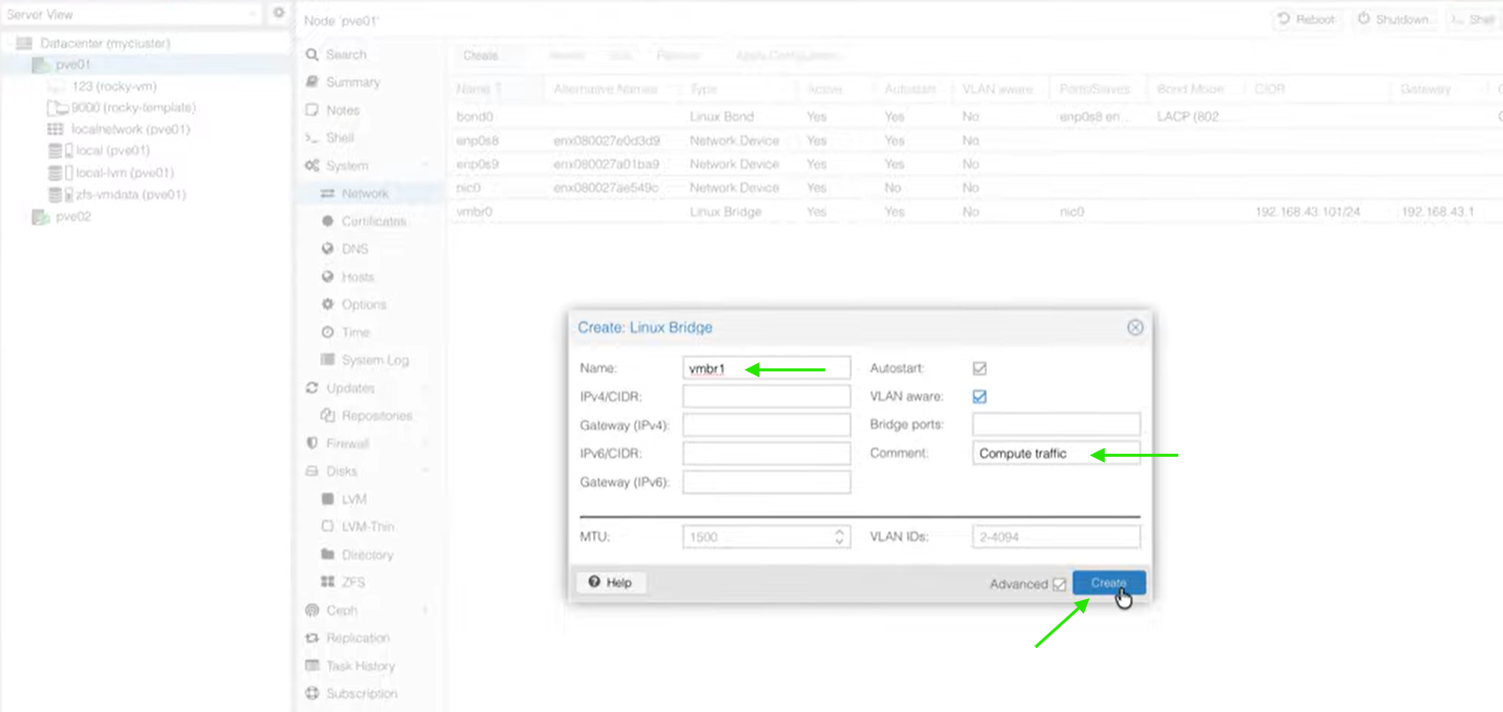 Server View
Node 'pve01'
Reboot
Shutdown
Shell
Datacenter (mycluster)
pve01
123 (rocky-vm)
9000 (rocky-template)
localnetwork (pve01)
local (pve01)
local-lvm (pve01)
zfs-vmdata (pve01)
pve02
Search
Summary
Notes
Shell
System
Network
Certificates
DNS
Hosts
Options
Time
System Log
Updates
Repositories
Firewall
Disks
LVM
LVM-Thin
Directory
ZFS
Ceph
Replication
Task History
Subscription
Create Revert Edit Remove Apply Configuration
Name Alternative Names Type Active Autostart VLAN aware Ports/Slaves Bond Mode CIDR Gateway
bond0 Linux Bond Yes Yes No enp0s8 en... LACP (802...
enp0s8 enx080027e0d3d9 Network Device Yes Yes No
enp0s9 enx080027a01ba9 Network Device Yes Yes No
nic0 enx080027ae549c Network Device Yes No No
vmbr0 Linux Bridge Yes Yes No nic0 192.168.43.101/24 192.168.43.1
Create: Linux Bridge
Name: vmbr1 Autostart:
IPv4/CIDR: VLAN aware:
Gateway (IPv4): Bridge ports:
IPv6/CIDR: Comment: Compute traffic
Gateway (IPv6):
MTU: 1500 VLAN IDs: 2-4094
Help Advanced Create